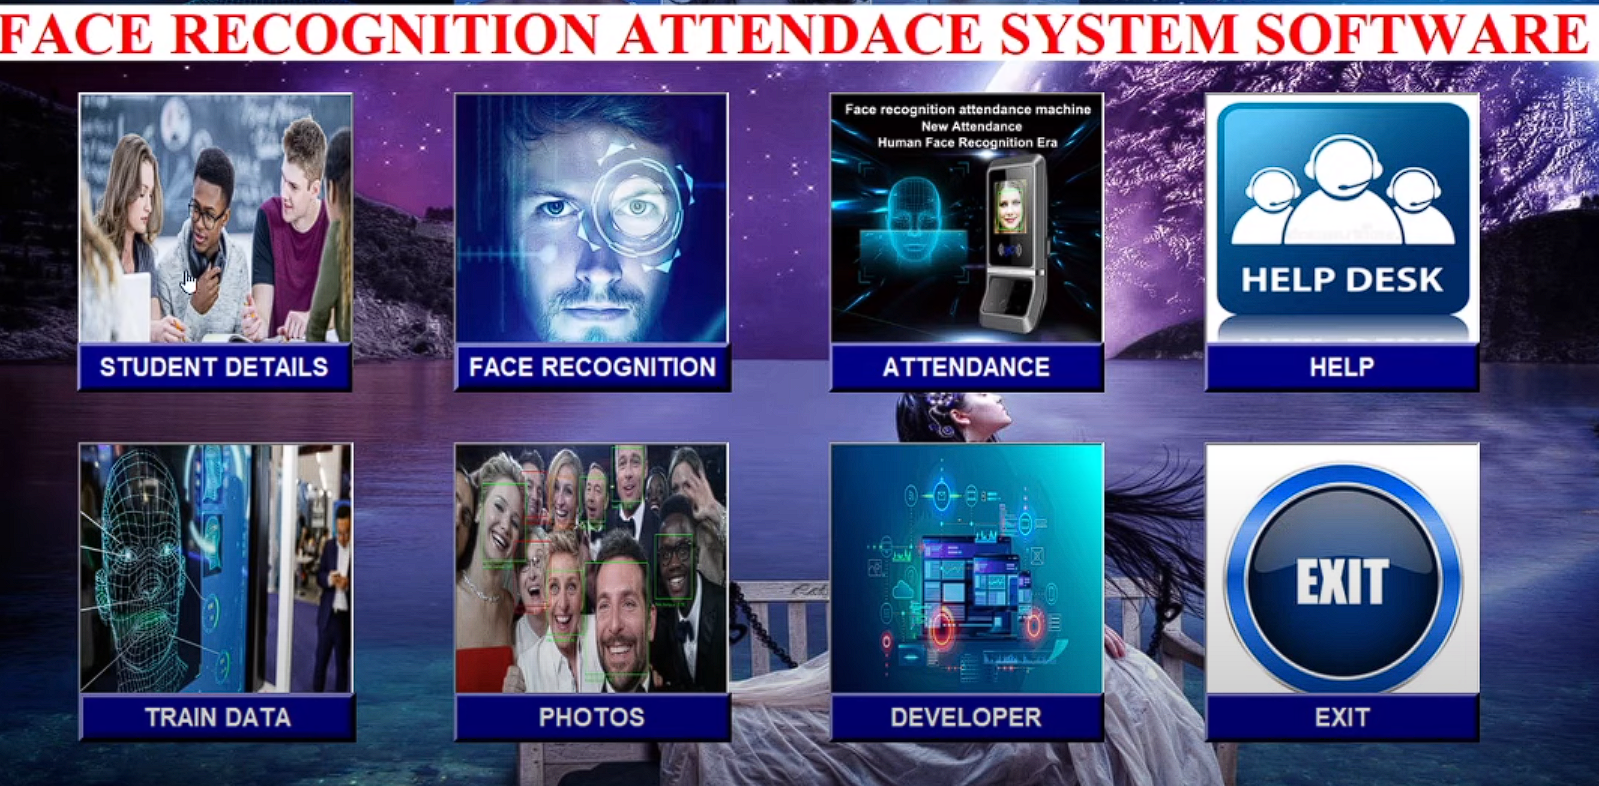 FACE RECOGNITION ATTENDACE SYSTEM SOFTWARE
Face recognition attendance machine
New Attendance
Human Face Recognition Era
HELP DESK
STUDENT DETAILS
FACE RECOGNITION
ATTENDANCE
HELP
EXIT
TRAIN DATA
PHOTOS
DEVELOPER
EXIT